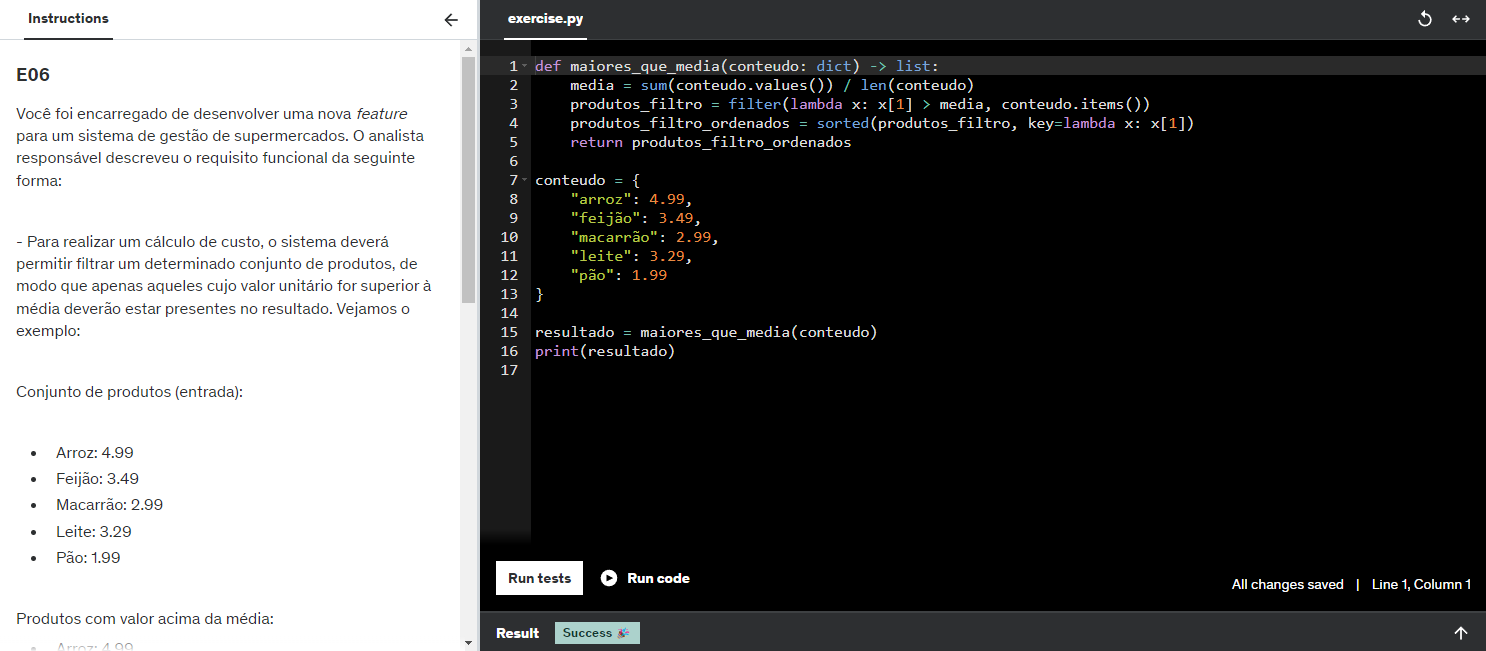 Instructions
E06
Você foi encarregado de desenvolver uma nova feature
para um sistema de gestão de supermercados. O analista
responsável descreveu o requisito funcional da seguinte
forma:
- Para realizar um cálculo de custo, o sistema deverá
permitir filtrar um determinado conjunto de produtos, de
modo que apenas aqueles cujo valor unitário for superior à
média deverão estar presentes no resultado. Vejamos o
exemplo:
Conjunto de produtos (entrada):
Arroz: 4.99
Feijão: 3.49
Macarrão: 2.99
Leite: 3.29
Pão: 1.99
Produtos com valor acima da média:
Arroz: 4.99
exercise.py
1 def maiores_que_media(conteudo: dict) -> list:
2     media = sum(conteudo.values()) / len(conteudo)
3     produtos_filtro = filter(lambda x: x[1] > media, conteudo.items())
4     produtos_filtro_ordenados = sorted(produtos_filtro, key=lambda x: x[1])
5     return produtos_filtro_ordenados
6
7 conteudo = {
8     "arroz": 4.99,
9     "feijão": 3.49,
10     "macarrão": 2.99,
11     "leite": 3.29,
12     "pão": 1.99
13 }
14
15 resultado = maiores_que_media(conteudo)
16 print(resultado)
17
Run tests Run code
All changes saved | Line 1, Column 1
Result Success 🎉